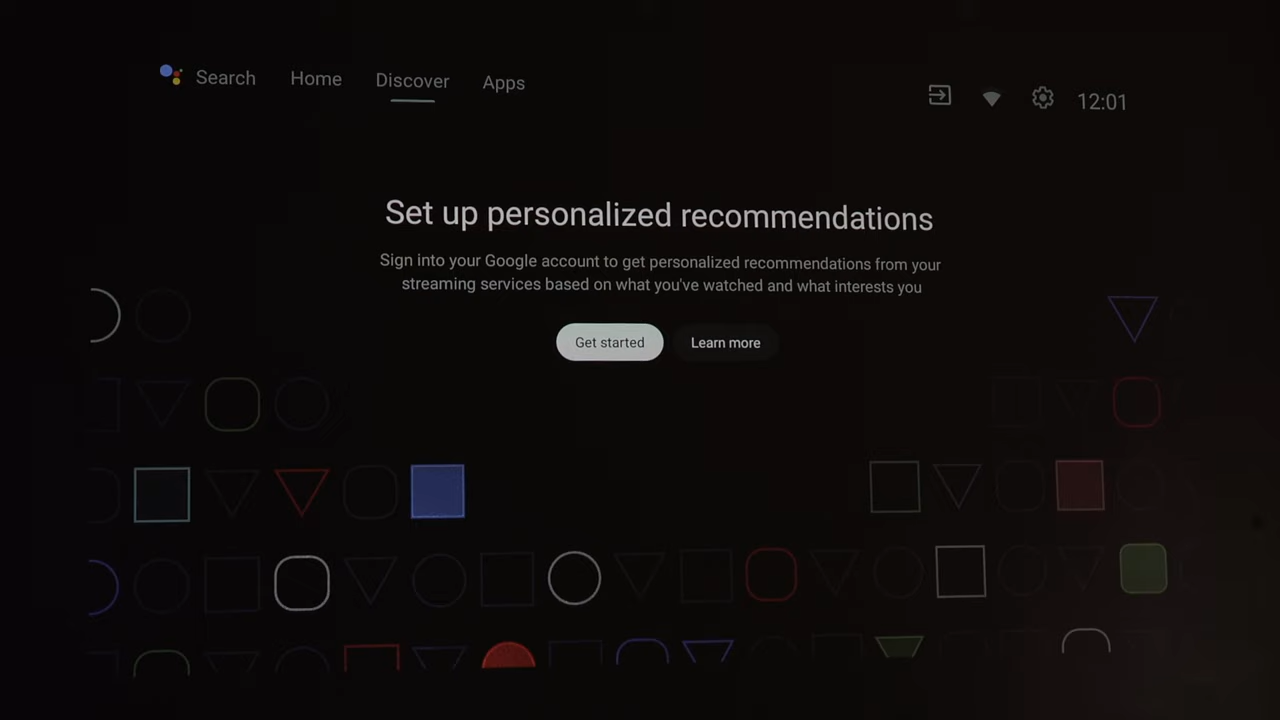 Search Home Discover Apps
12:01
Set up personalized recommendations
Sign into your Google account to get personalized recommendations from your
streaming services based on what you've watched and what interests you
Get started Learn more